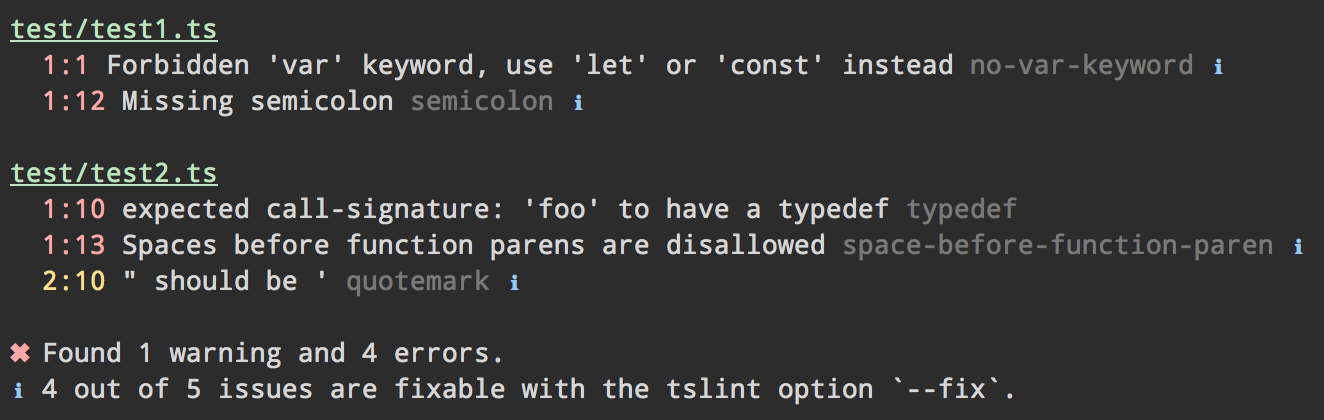 test/test1.ts
1:1 Forbidden 'var' keyword, use 'let' or 'const' instead no-var-keyword ℹ
1:12 Missing semicolon semicolon ℹ
test/test2.ts
1:10 expected call-signature: 'foo' to have a typedef typedef
1:13 Spaces before function parens are disallowed space-before-function-paren ℹ
2:10 " should be ' quotemark ℹ
✖ Found 1 warning and 4 errors.
ℹ 4 out of 5 issues are fixable with the tslint option `--fix`.